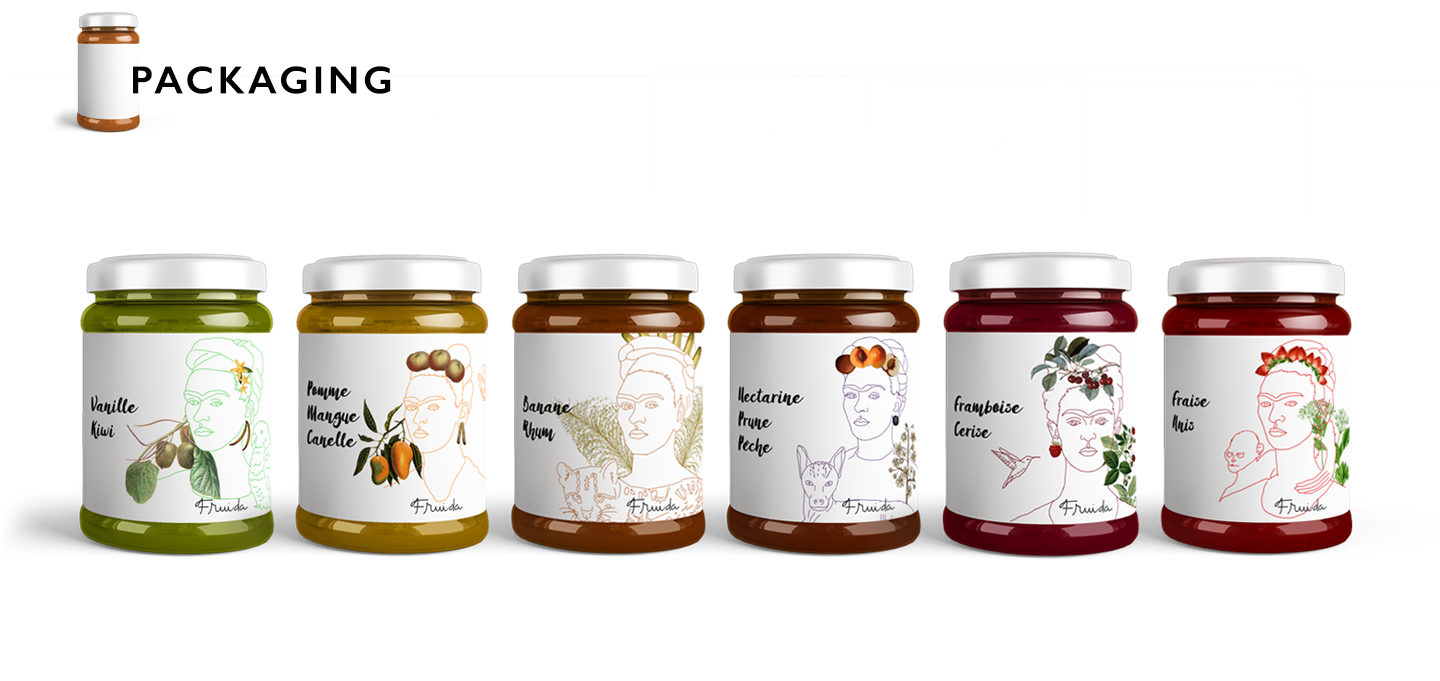 PACKAGING
Vanille
Kiwi
Fruida
Pomme
Mangue
Canelle
Fruida
Banane
Rhum
Fruida
Nectarine
Prune
Pêche
Fruida
Framboise
Cerise
Fruida
Fraise
Anis
Fruida